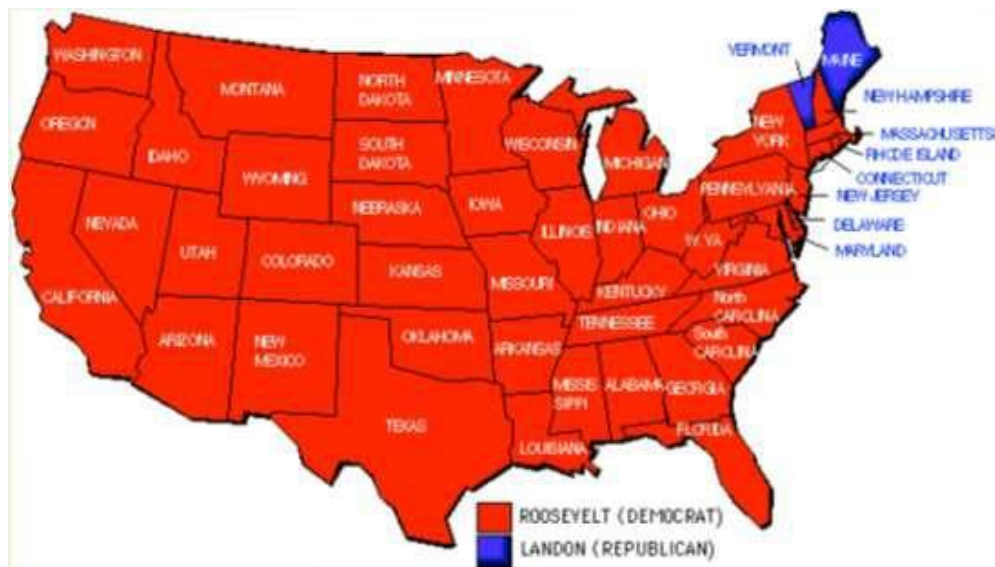 WASHINGTON
MONTANA
NORTH
DAKOTA
MINNESOTA
VERMONT
MAINE
OREGON
IDAHO
WYOMING
SOUTH
DAKOTA
WISCONSIN
MICHIGAN
NEW
YORK
NEW HAMPSHIRE
MASSACHUSETTS
RHODE ISLAND
CONNECTICUT
NEW JERSEY
DELAWARE
MARYLAND
NEVADA
UTAH
COLORADO
NEBRASKA
IOWA
ILLINOIS
INDIANA
OHIO
PENNSYLVANIA
W. VA
VIRGINIA
CALIFORNIA
KANSAS
MISSOURI
KENTUCKY
North
CAROLINA
TENNESSEE
South
CAROLINA
ARIZONA
NEW
MEXICO
OKLAHOMA
ARKANSAS
MISSIS
SIPPI
ALABAMA
GEORGIA
TEXAS
LOUISIANA
FLORIDA
ROOSEVELT (DEMOCRAT)
LANDON (REPUBLICAN)